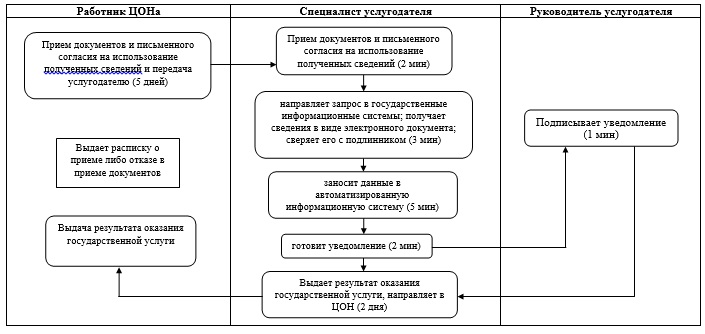 Работник ЦОНа
Специалист услугодателя
Руководитель услугодателя
Прием документов и письменного
согласия на использование
полученных сведений и передача
услугодателю (5 дней)
Прием документов и письменного
согласия на использование
полученных сведений (2 мин)
направляет запрос в государственные
информационные системы; получает
сведения в виде электронного документа;
сверяет его с подлинником (3 мин)
Подписывает уведомление
(1 мин)
Выдает расписку о
приеме либо отказе в
приеме документов
заносит данные в
автоматизированную
информационную систему (5 мин)
Выдача результата оказания
государственной услуги
готовит уведомление (2 мин)
Выдает результат оказания
государственной услуги, направляет в
ЦОН (2 дня)